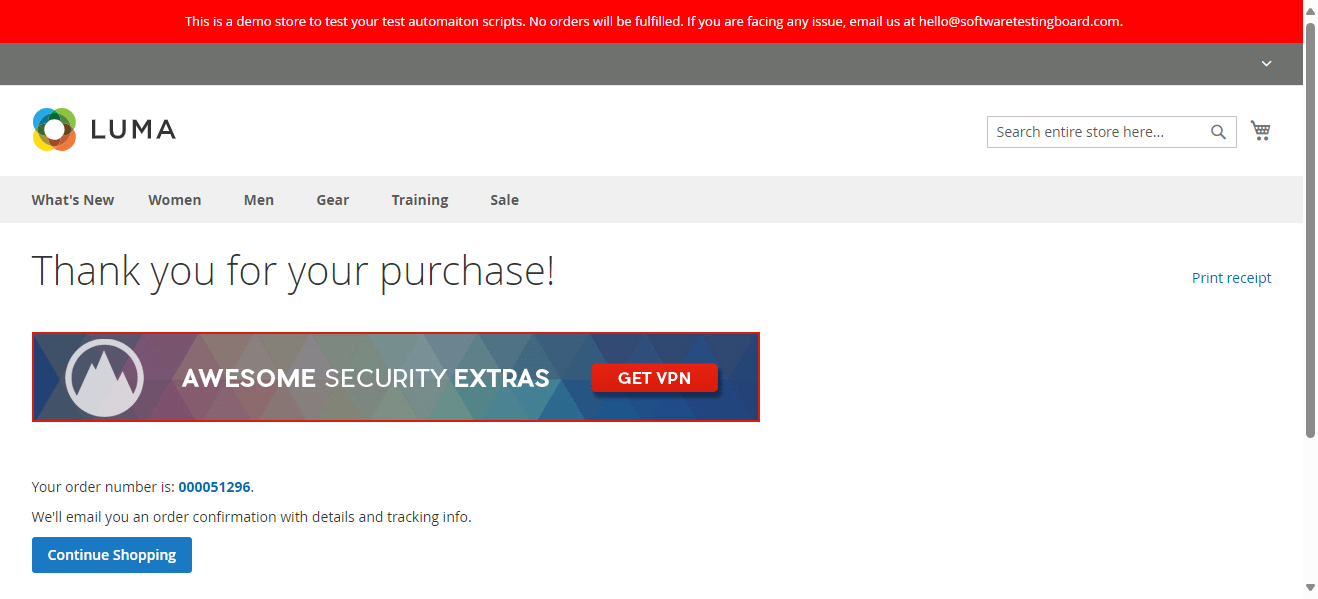 This is a demo store to test your test automaiton scripts. No orders will be fulfilled. If you are facing any issue, email us at hello@softwaretestingboard.com.
LUMA
Search entire store here...
What's New Women Men Gear Training Sale
Thank you for your purchase!
Print receipt
AWESOME SECURITY EXTRAS GET VPN
Your order number is: 000051296.
We'll email you an order confirmation with details and tracking info.
Continue Shopping